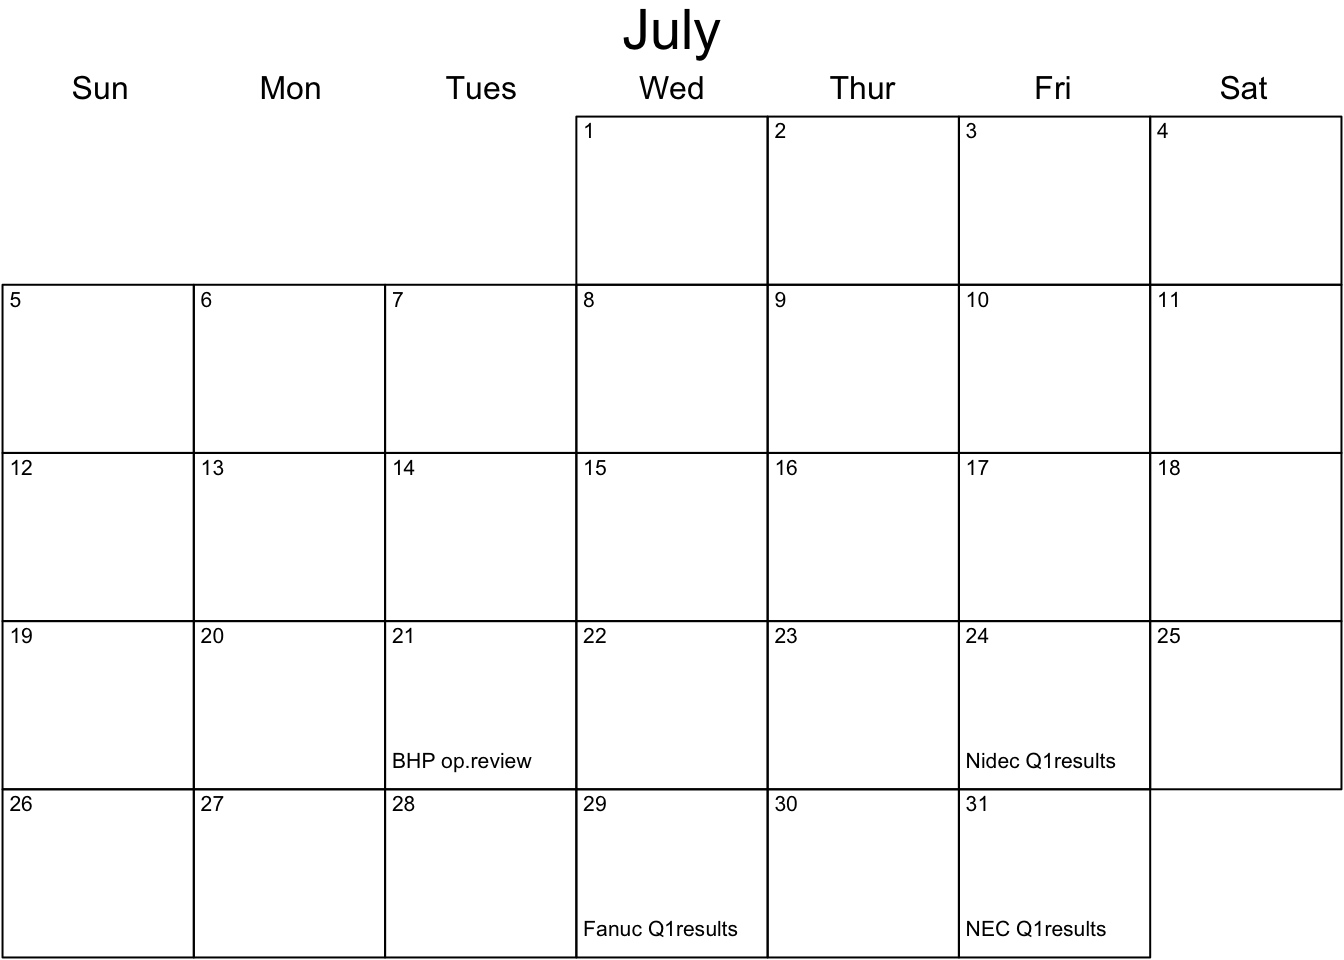 July
Sun Mon Tues Wed Thur Fri Sat
1 2 3 4
5 6 7 8 9 10 11
12 13 14 15 16 17 18
19 20 21 22 23 24 25
BHP op.review Nidec Q1results
26 27 28 29 30 31
Fanuc Q1results NEC Q1results